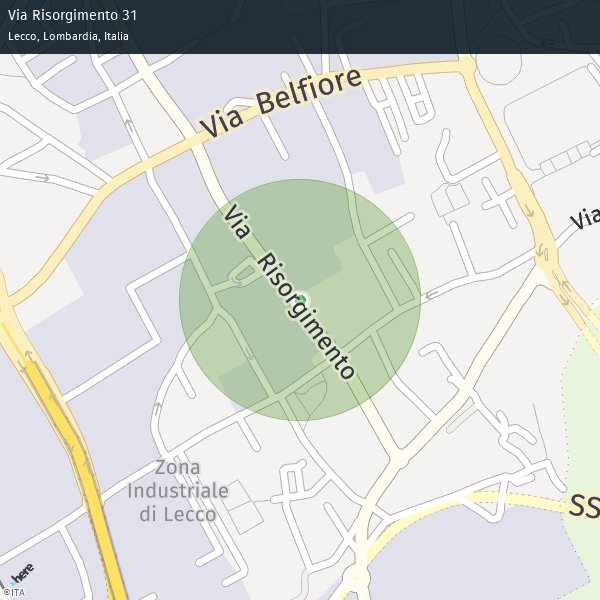 Via Risorgimento 31
Lecco, Lombardia, Italia
Via Belfiore
Via
Via Risorgimento
Zona
Industriale
di Lecco
SS
here
©ITA